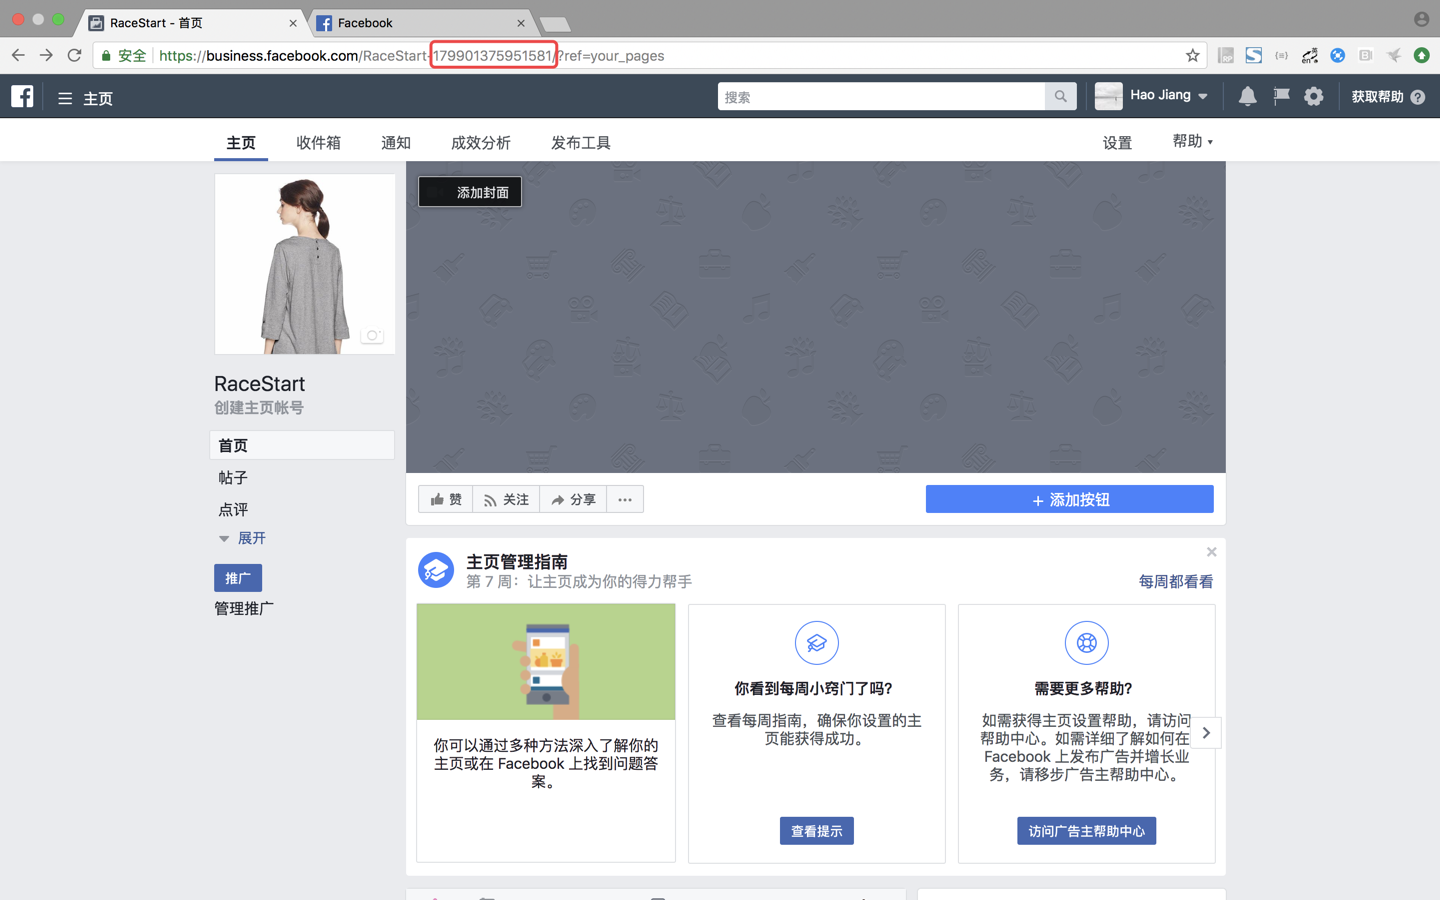 RaceStart - 首页
Facebook
安全 https://business.facebook.com/RaceStart-179901375951581/?ref=your_pages
主页
搜索
Hao Jiang
获取帮助
主页 收件箱 通知 成效分析 发布工具 设置 帮助
添加封面
RaceStart
创建主页帐号
首页
帖子
点评
展开
推广
管理推广
赞 关注 分享 ...
+ 添加按钮
主页管理指南
第 7 周：让主页成为你的得力帮手
每周都看看
你可以通过多种方法深入了解你的
主页或在 Facebook 上找到问题答
案。
你看到每周小窍门了吗?
查看每周指南，确保你设置的主
页能获得成功。
查看提示
需要更多帮助?
如需获得主页设置帮助，请访问
帮助中心。如需详细了解如何在
Facebook 上发布广告并增长业
务，请移步广告主帮助中心。
访问广告主帮助中心